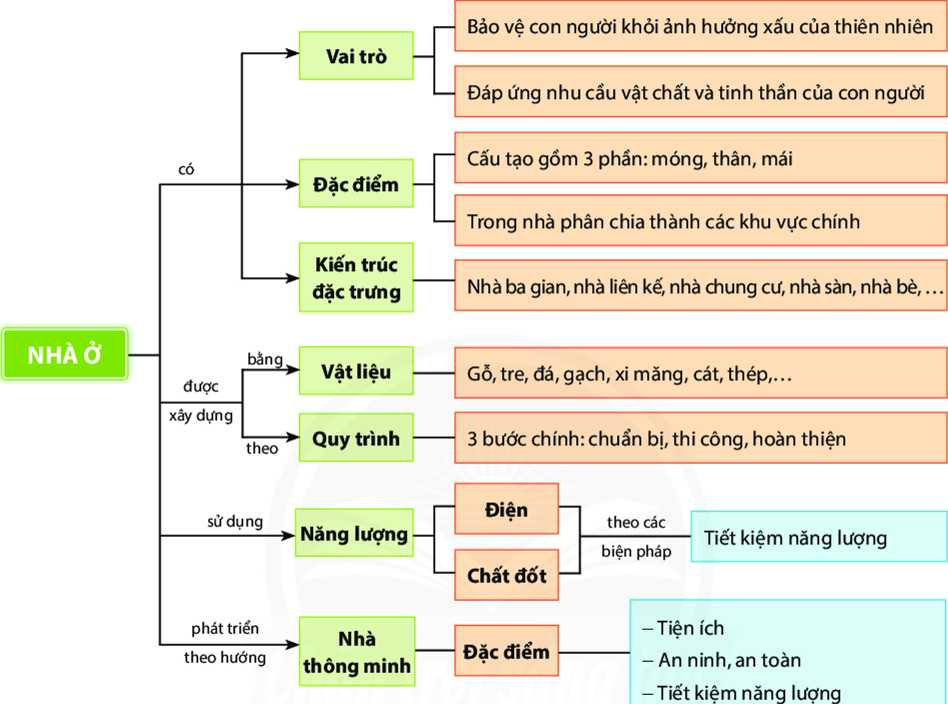 NHÀ Ở
có
Vai trò
Bảo vệ con người khỏi ảnh hưởng xấu của thiên nhiên
Đáp ứng nhu cầu vật chất và tinh thần của con người
Đặc điểm
Cấu tạo gồm 3 phần: móng, thân, mái
Trong nhà phân chia thành các khu vực chính
Kiến trúc
đặc trưng
Nhà ba gian, nhà liên kế, nhà chung cư, nhà sàn, nhà bè, …
được
xây dựng
bằng
Vật liệu
Gỗ, tre, đá, gạch, xi măng, cát, thép,…
theo
Quy trình
3 bước chính: chuẩn bị, thi công, hoàn thiện
sử dụng
Năng lượng
Điện
Chất đốt
theo các
biện pháp
Tiết kiệm năng lượng
phát triển
theo hướng
Nhà
thông minh
Đặc điểm
– Tiện ích
– An ninh, an toàn
– Tiết kiệm năng lượng